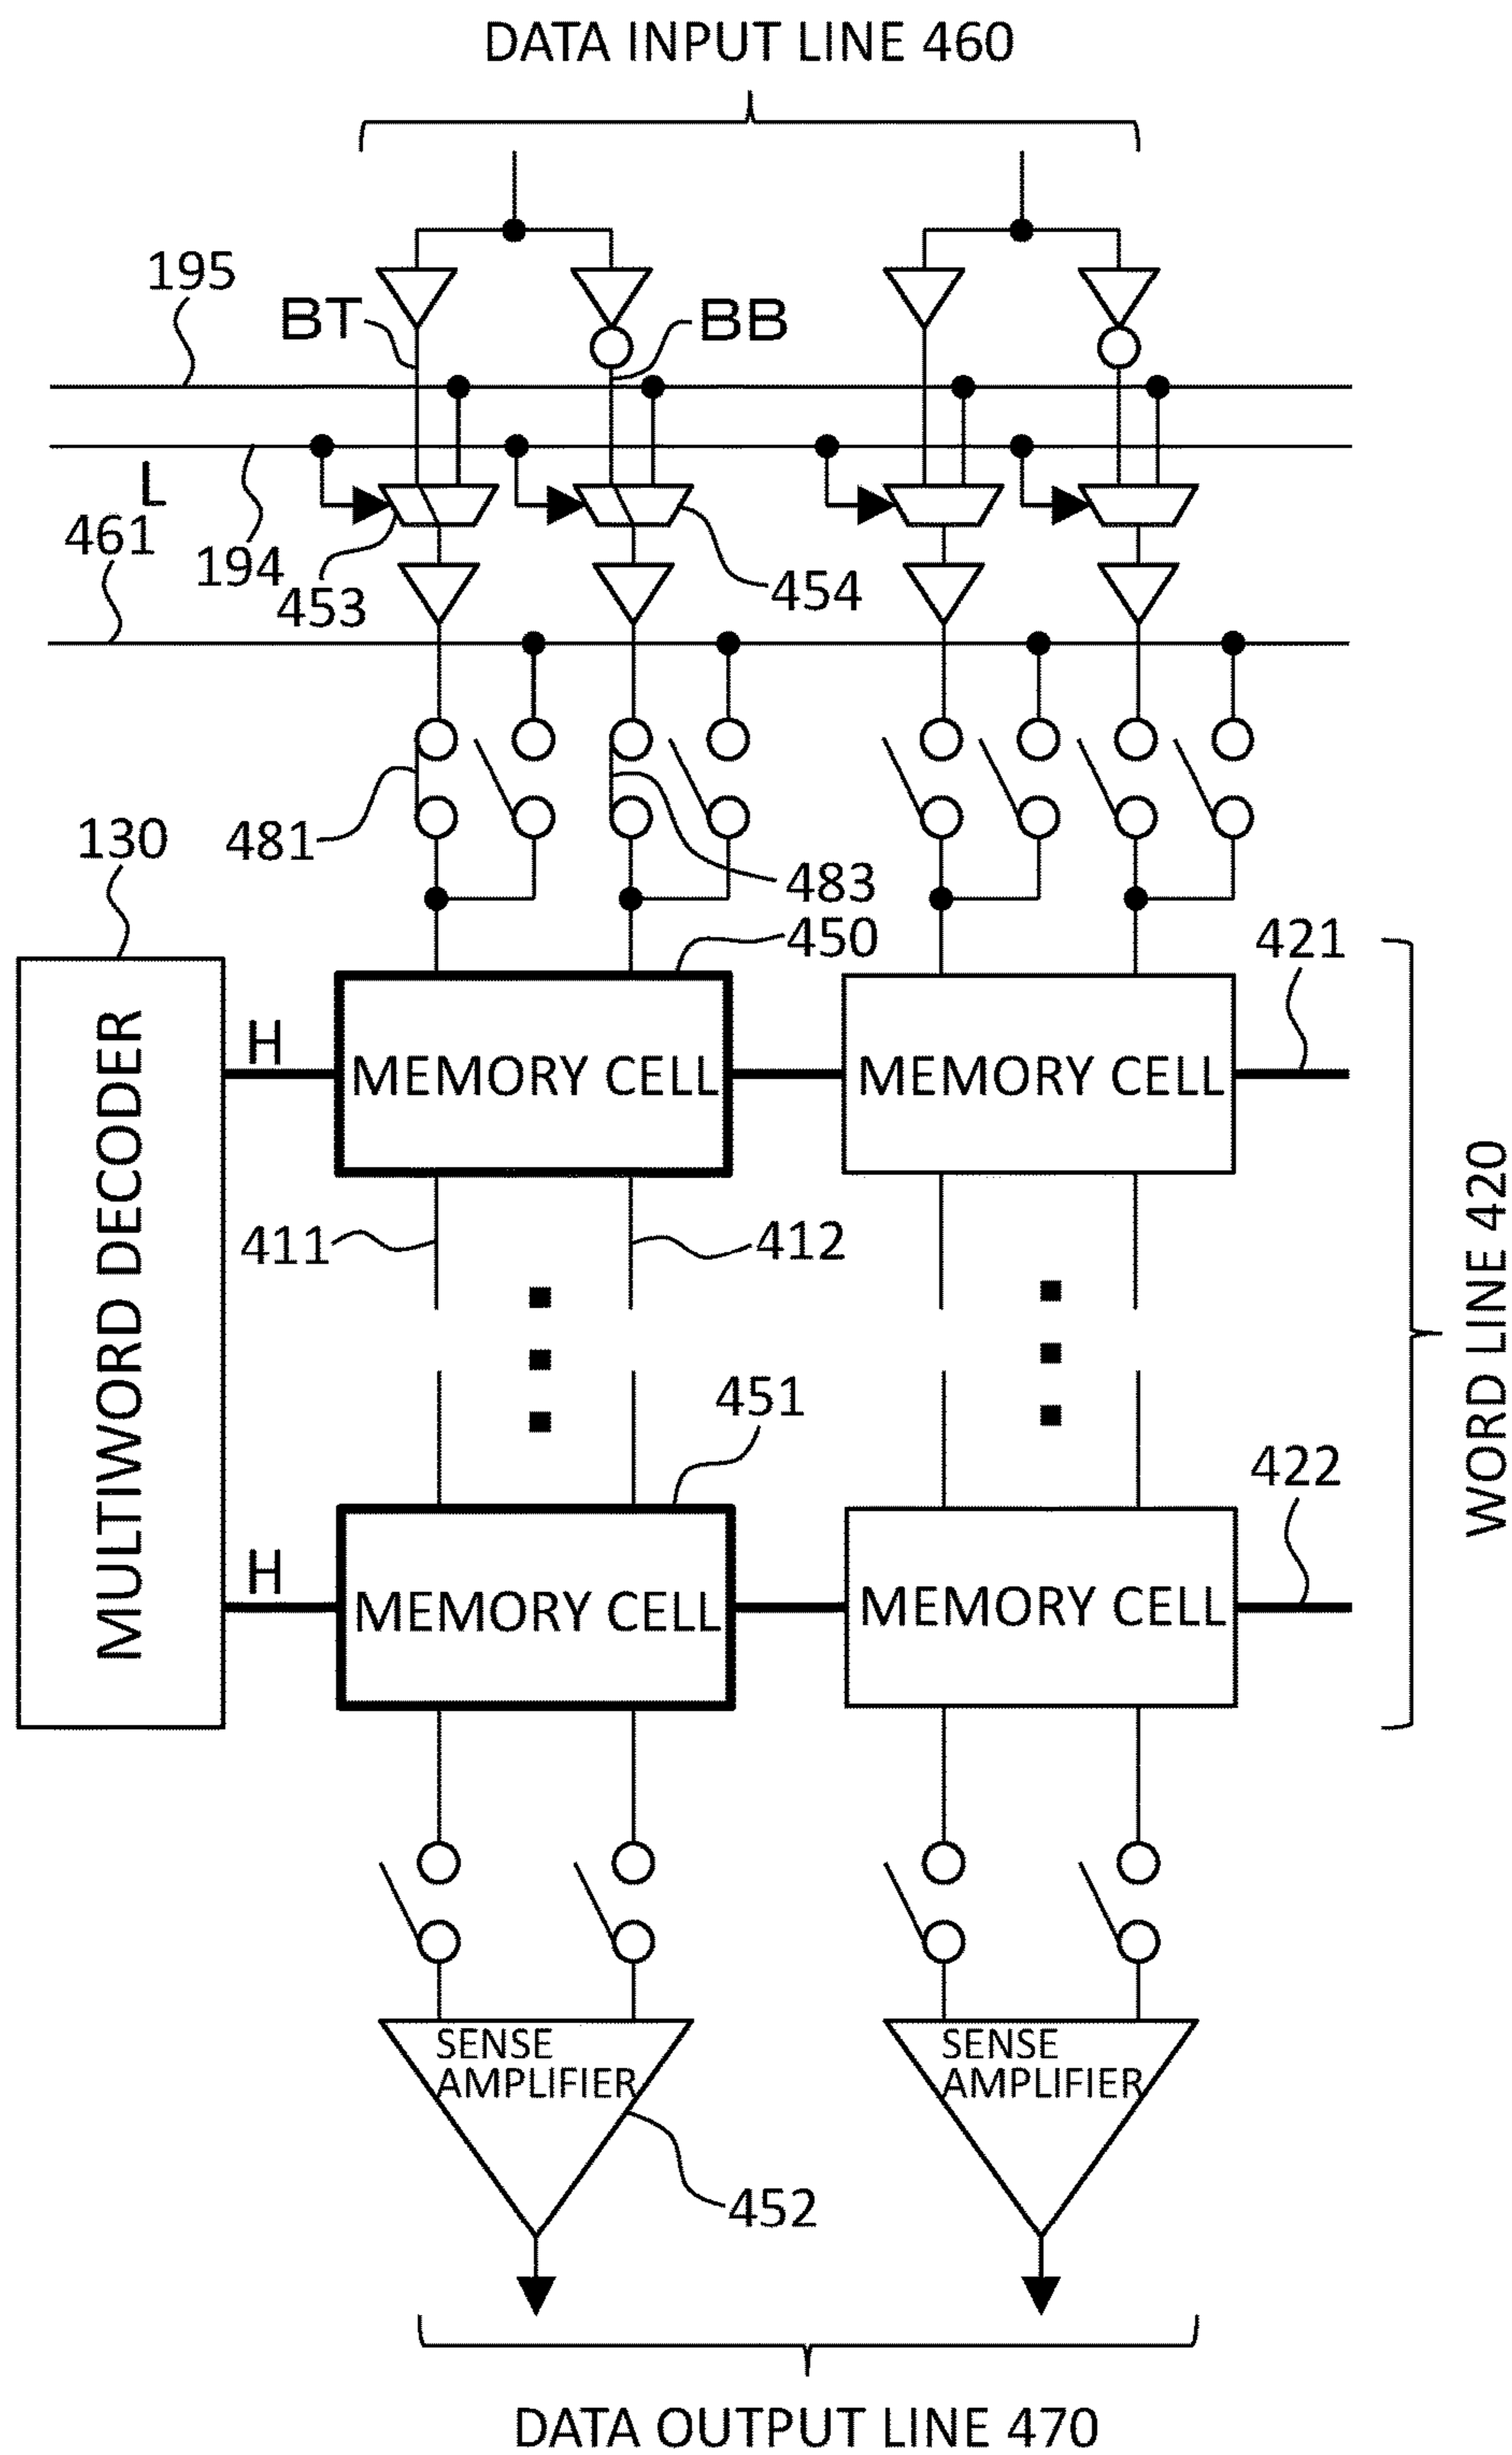 DATA INPUT LINE 460
195
BT
BB
L
461
194
453
454
481
483
130
450
421
H
MEMORY CELL
MEMORY CELL
MULTIWORD DECODER
411
412
WORD LINE 420
451
422
H
MEMORY CELL
MEMORY CELL
SENSE
AMPLIFIER
SENSE
AMPLIFIER
452
DATA OUTPUT LINE 470